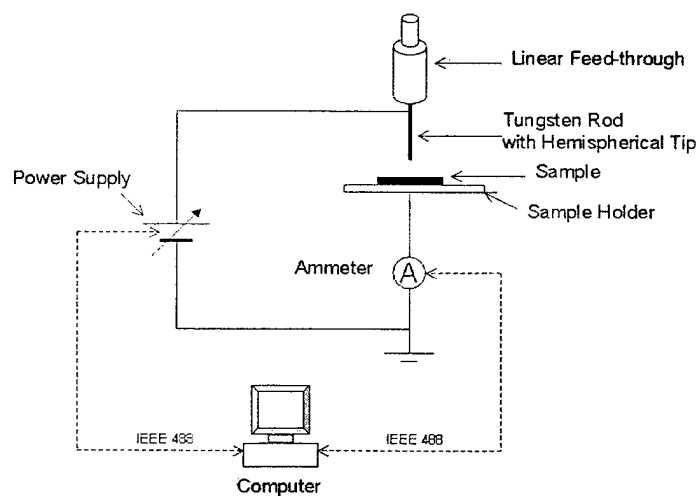 Linear Feed-through
Tungsten Rod
with Hemispherical Tip
Sample
Power Supply
Sample Holder
Ammeter
A
IEEE 488
IEEE 488
Computer